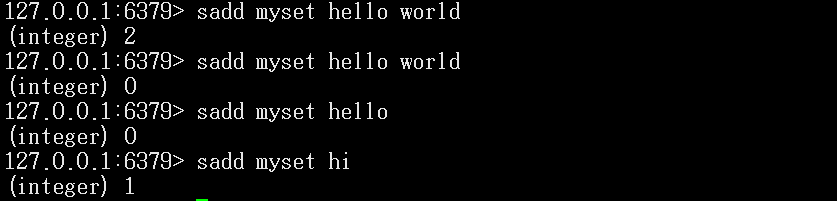 127.0.0.1:6379> sadd myset hello world
(integer) 2
127.0.0.1:6379> sadd myset hello world
(integer) 0
127.0.0.1:6379> sadd myset hello
(integer) 0
127.0.0.1:6379> sadd myset hi
(integer) 1